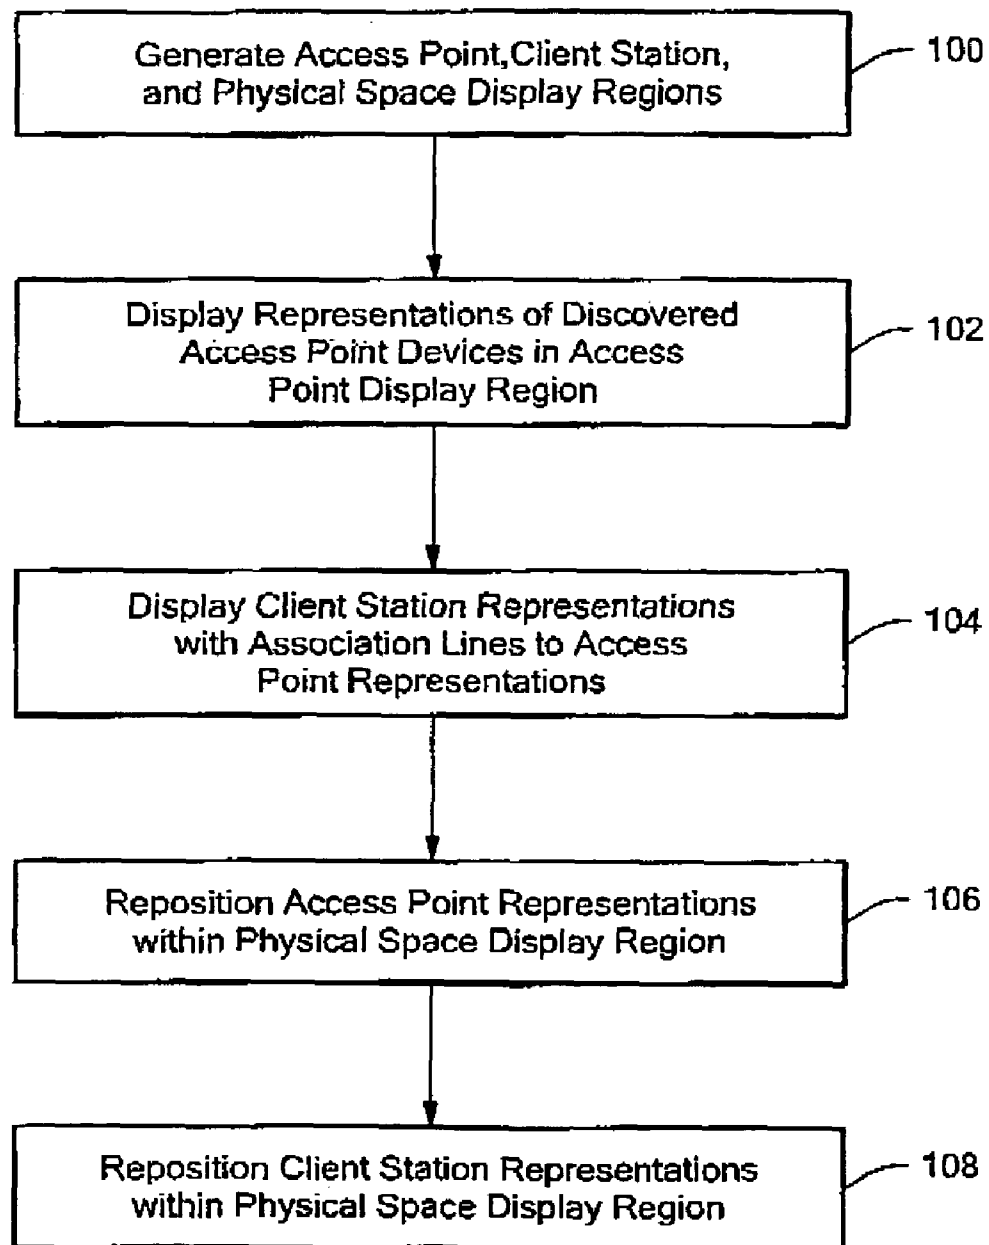 Generate Access Point,Client Station,
and Physical Space Display Regions
100
Display Representations of Discovered
Access Point Devices in Access
Point Display Region
102
Display Client Station Representations
with Association Lines to Access
Point Representations
104
Reposition Access Point Representations
within Physical Space Display Region
106
Reposition Client Station Representations
within Physical Space Display Region
108